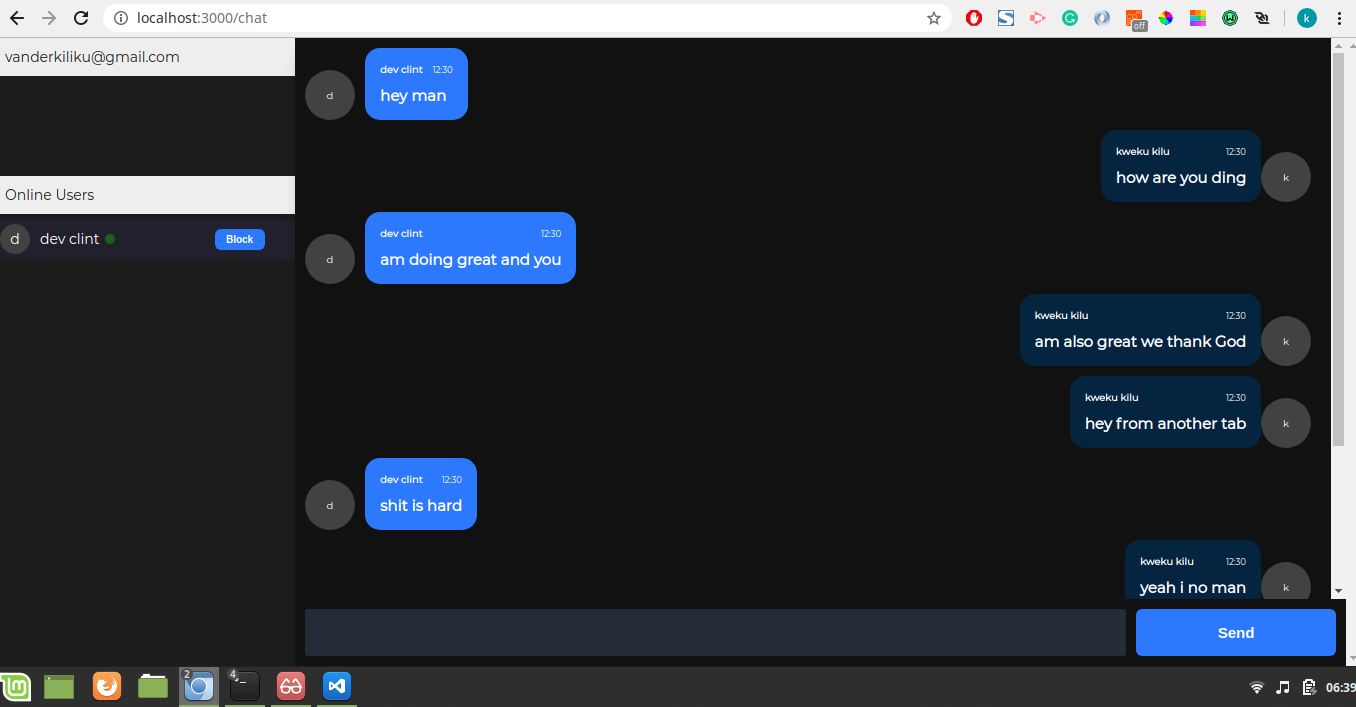 localhost:3000/chat
off
k
vanderkiliku@gmail.com
Online Users
d dev clint Block
dev clint 12:30
d hey man
kweku kilu 12:30
how are you ding k
dev clint 12:30
d am doing great and you
kweku kilu 12:30
am also great we thank God k
kweku kilu 12:30
hey from another tab k
dev clint 12:30
d shit is hard
kweku kilu 12:30
yeah i no man k
Send
2
4
06:39